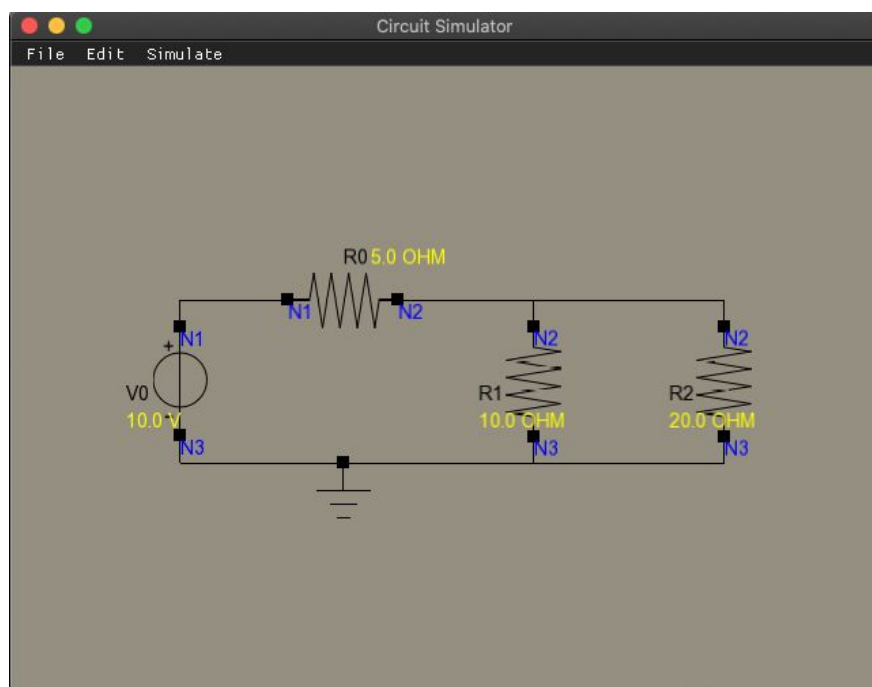 Circuit Simulator
File Edit Simulate
R0 5.0 OHM
N1 N2
N1 N2 N2
+
V0 R1 R2
-
10.0 V 10.0 OHM 20.0 OHM
N3 N3 N3